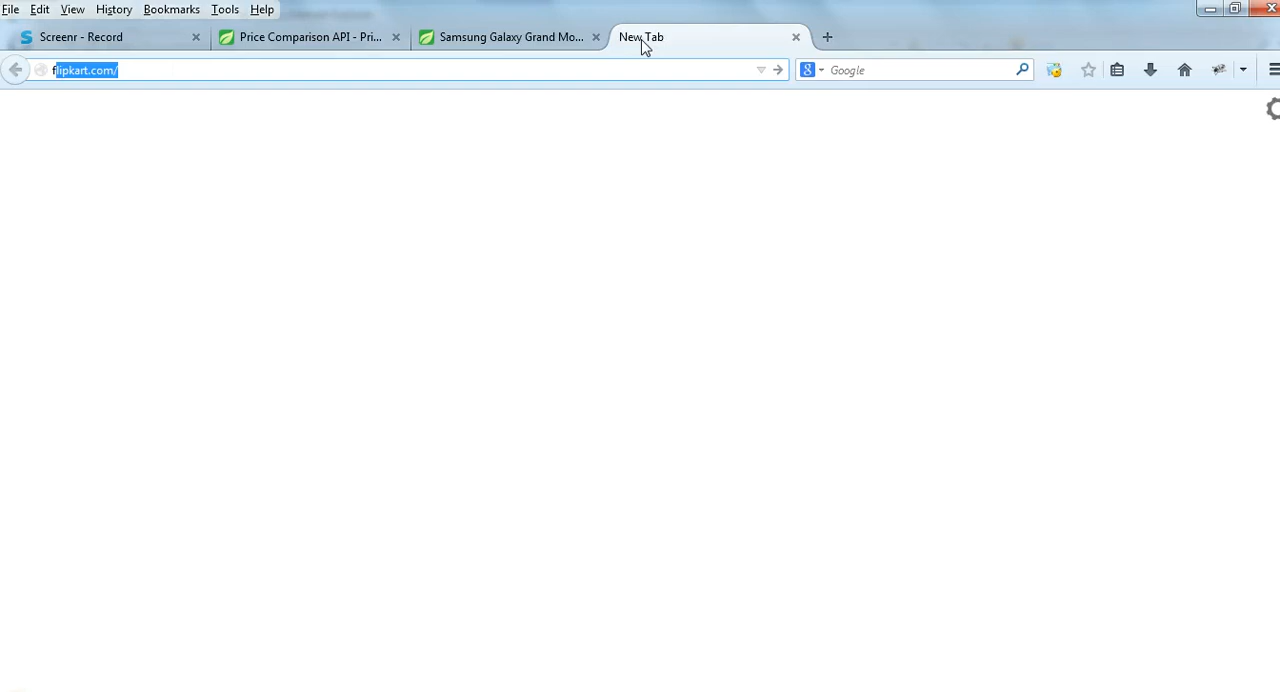 File Edit View History Bookmarks Tools Help
Screenr - Record Price Comparison API - Pri... Samsung Galaxy Grand Mo... New Tab
flipkart.com/ 8 Google